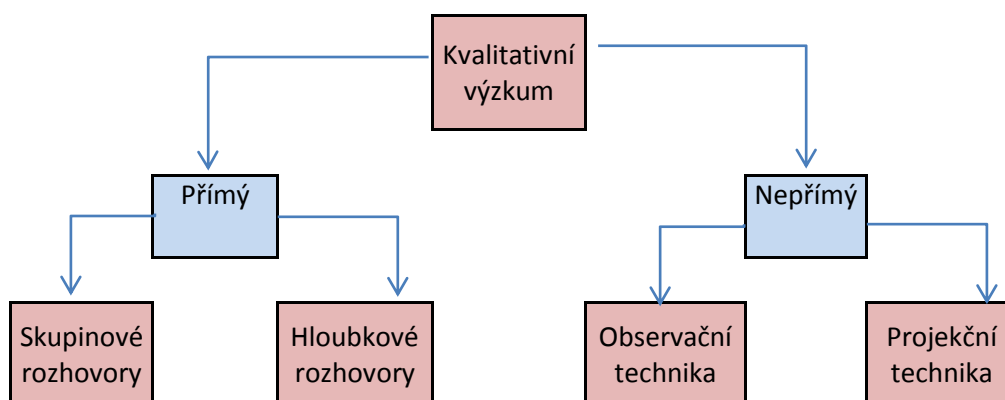 Kvalitativní
výzkum
Přímý
Nepřímý
Skupinové
rozhovory
Hloubkové
rozhovory
Observační
technika
Projekční
technika